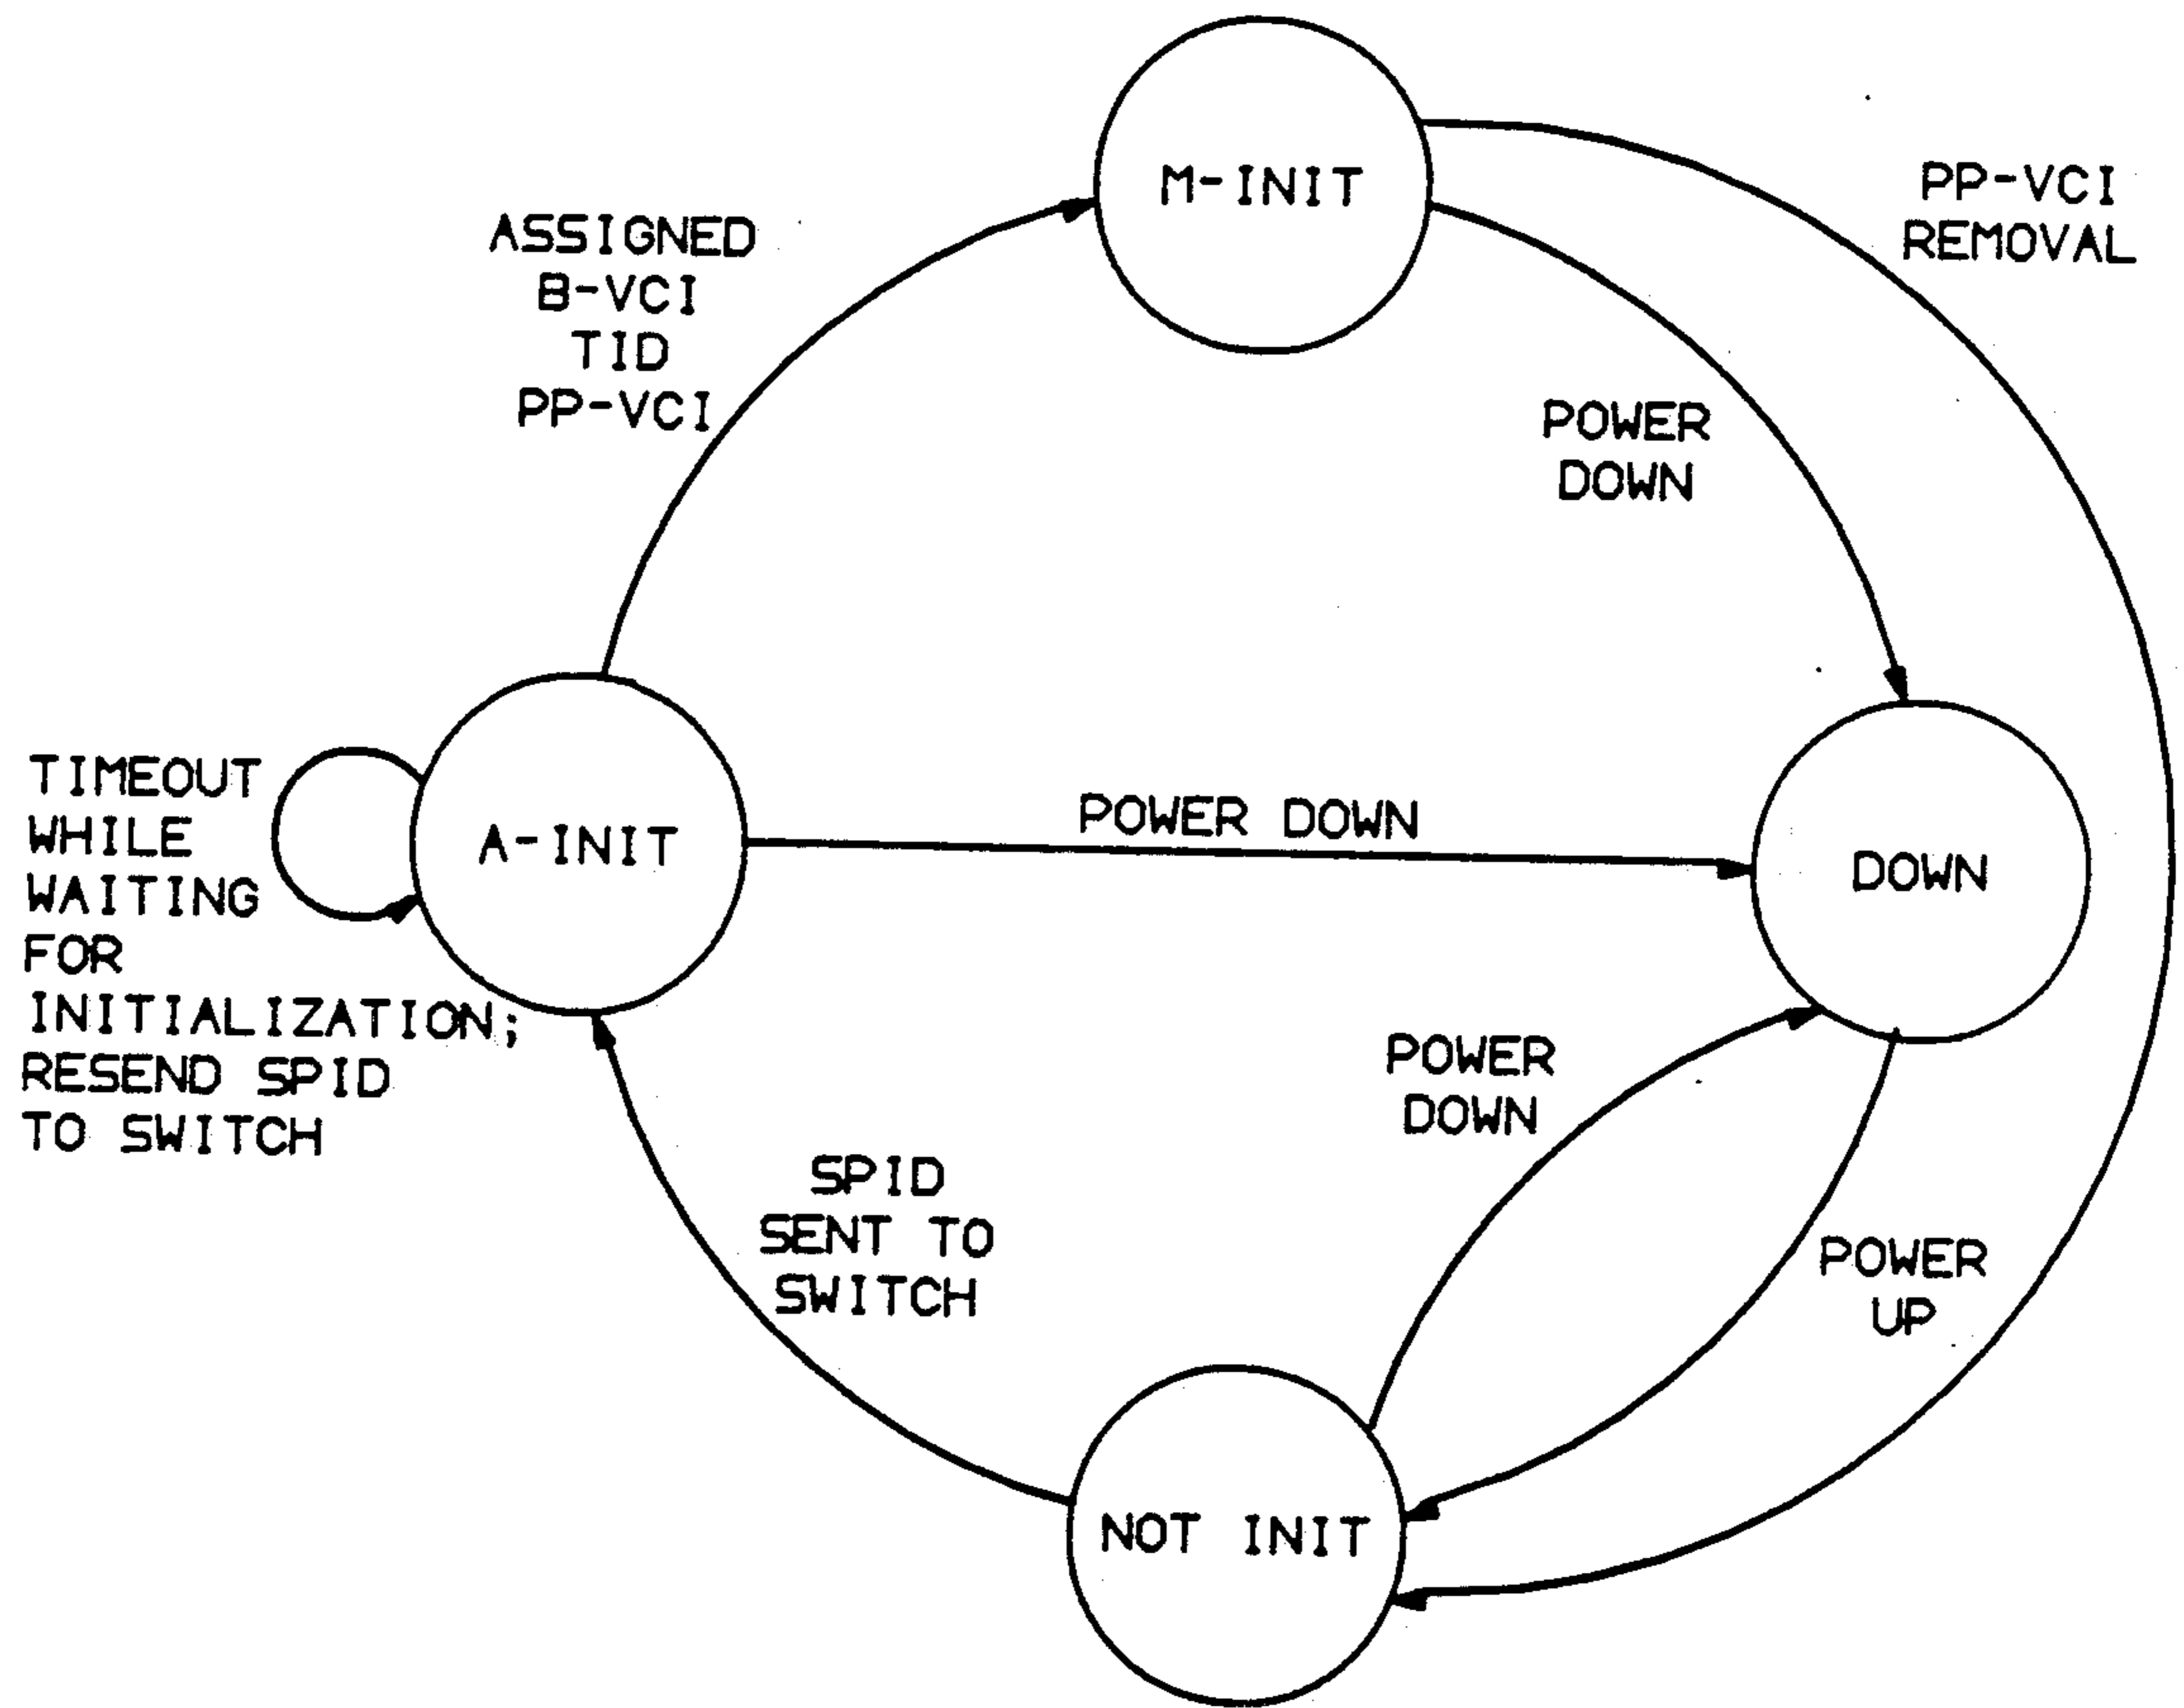 M-INIT
PP-VCI
REMOVAL
ASSIGNED
B-VCI
TID
PP-VCI
POWER
DOWN
TIMEOUT
WHILE
WAITING
FOR
INITIALIZATION;
RESEND SPID
TO SWITCH
A-INIT
POWER DOWN
DOWN
POWER
DOWN
SPID
SENT TO
SWITCH
POWER
UP
NOT INIT